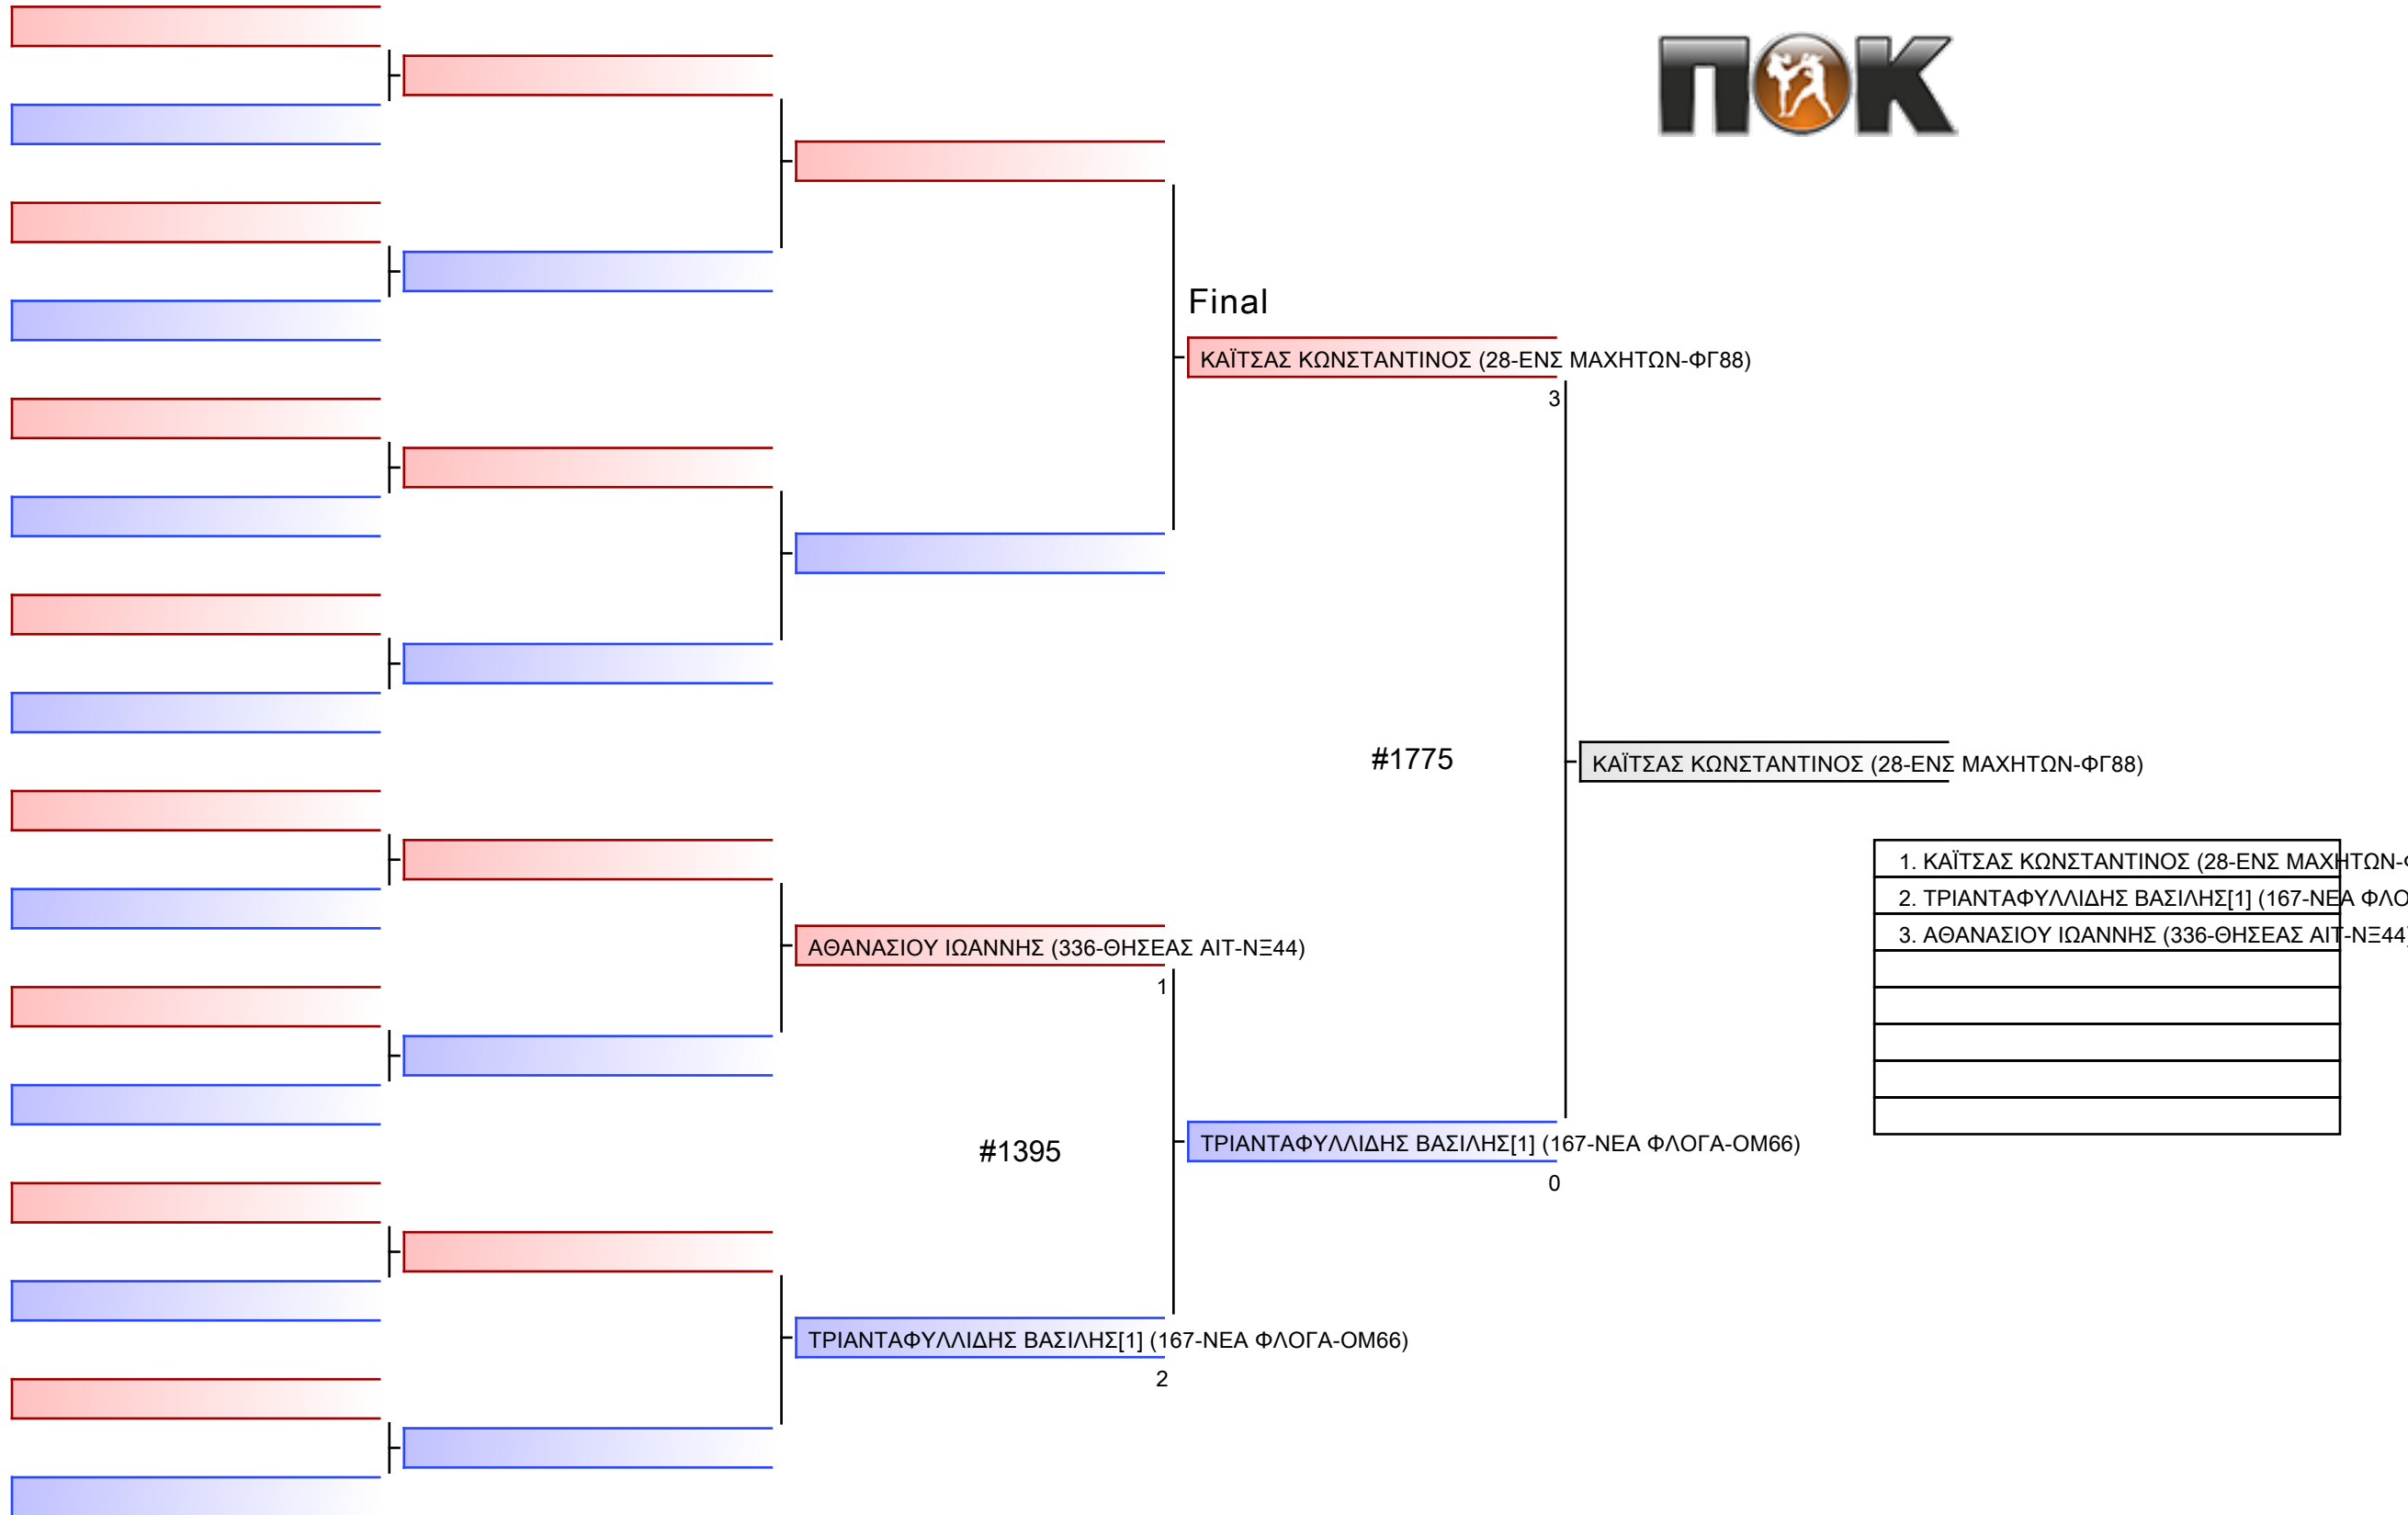 ΠΟΚ
Final
ΚΑΪΤΣΑΣ ΚΩΝΣΤΑΝΤΙΝΟΣ (28-ΕΝΣ ΜΑΧΗΤΩΝ-ΦΓ88)
3
#1775
ΚΑΪΤΣΑΣ ΚΩΝΣΤΑΝΤΙΝΟΣ (28-ΕΝΣ ΜΑΧΗΤΩΝ-ΦΓ88)
1. ΚΑΪΤΣΑΣ ΚΩΝΣΤΑΝΤΙΝΟΣ (28-ΕΝΣ ΜΑΧΗΤΩΝ-Φ
2. ΤΡΙΑΝΤΑΦΥΛΛΙΔΗΣ ΒΑΣΙΛΗΣ[1] (167-ΝΕΑ ΦΛΟ
3. ΑΘΑΝΑΣΙΟΥ ΙΩΑΝΝΗΣ (336-ΘΗΣΕΑΣ ΑΙΤ-ΝΞ44)
ΑΘΑΝΑΣΙΟΥ ΙΩΑΝΝΗΣ (336-ΘΗΣΕΑΣ ΑΙΤ-ΝΞ44)
1
#1395
ΤΡΙΑΝΤΑΦΥΛΛΙΔΗΣ ΒΑΣΙΛΗΣ[1] (167-ΝΕΑ ΦΛΟΓΑ-ΟΜ66)
0
ΤΡΙΑΝΤΑΦΥΛΛΙΔΗΣ ΒΑΣΙΛΗΣ[1] (167-ΝΕΑ ΦΛΟΓΑ-ΟΜ66)
2